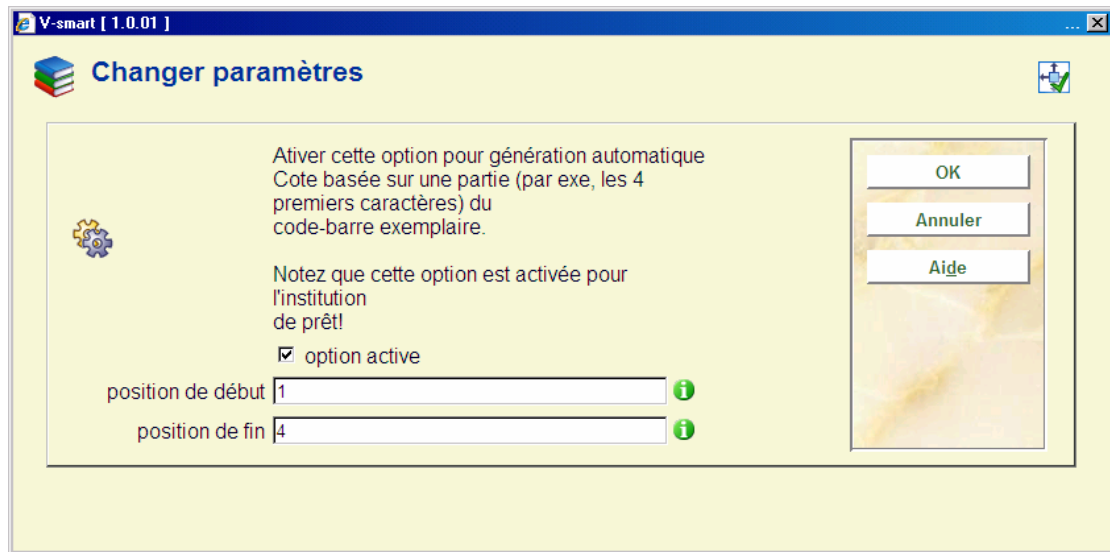 V-smart [ 1.0.01 ] ...
Changer paramètres
Ativer cette option pour génération automatique
Cote basée sur une partie (par exe, les 4
premiers caractères) du
code-barre exemplaire.
Notez que cette option est activée pour
l'institution
de prêt!
option active
position de début 1
position de fin 4
OK
Annuler
Aide